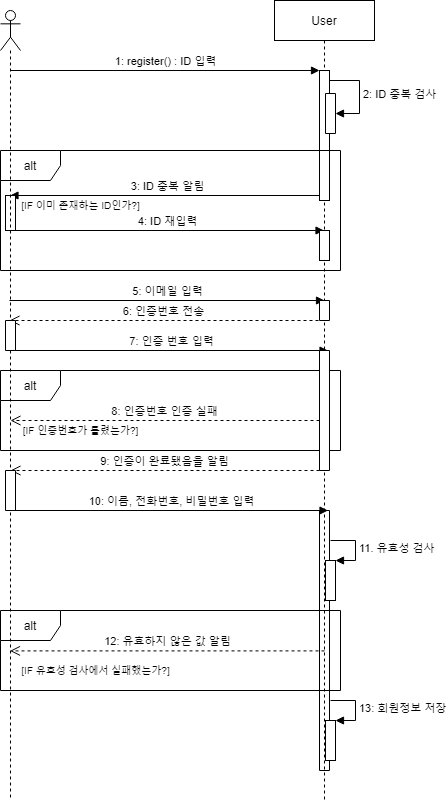 User
1: register() : ID 입력
2: ID 중복 검사
alt
3: ID 중복 알림
[IF 이미 존재하는 ID인가?]
4: ID 재입력
5: 이메일 입력
6: 인증번호 전송
7: 인증 번호 입력
alt
8: 인증번호 인증 실패
[IF 인증번호가 틀렸는가?]
9: 인증이 완료됐음을 알림
10: 이름, 전화번호, 비밀번호 입력
11. 유효성 검사
alt
12: 유효하지 않은 값 알림
[IF 유효성 검사에서 실패했는가?]
13: 회원정보 저장